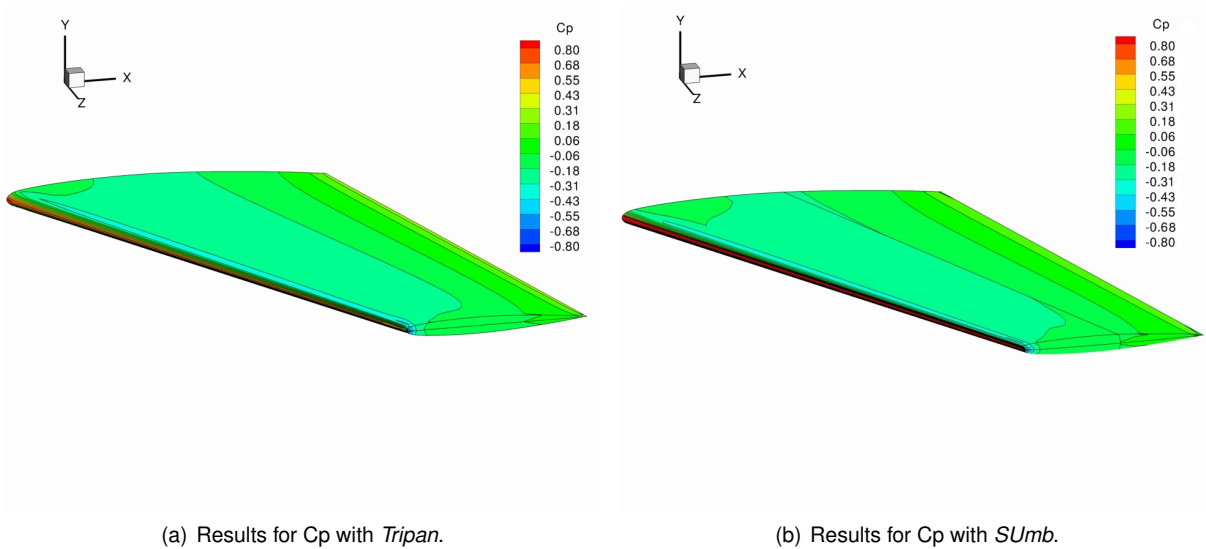 Y
X
Z
Cp
0.80
0.68
0.55
0.43
0.31
0.18
0.06
-0.06
-0.18
-0.31
-0.43
-0.55
-0.68
-0.80
(a) Results for Cp with Tripan.
Y
X
Z
Cp
0.80
0.68
0.55
0.43
0.31
0.18
0.06
-0.06
-0.18
-0.31
-0.43
-0.55
-0.68
-0.80
(b) Results for Cp with SUmb.